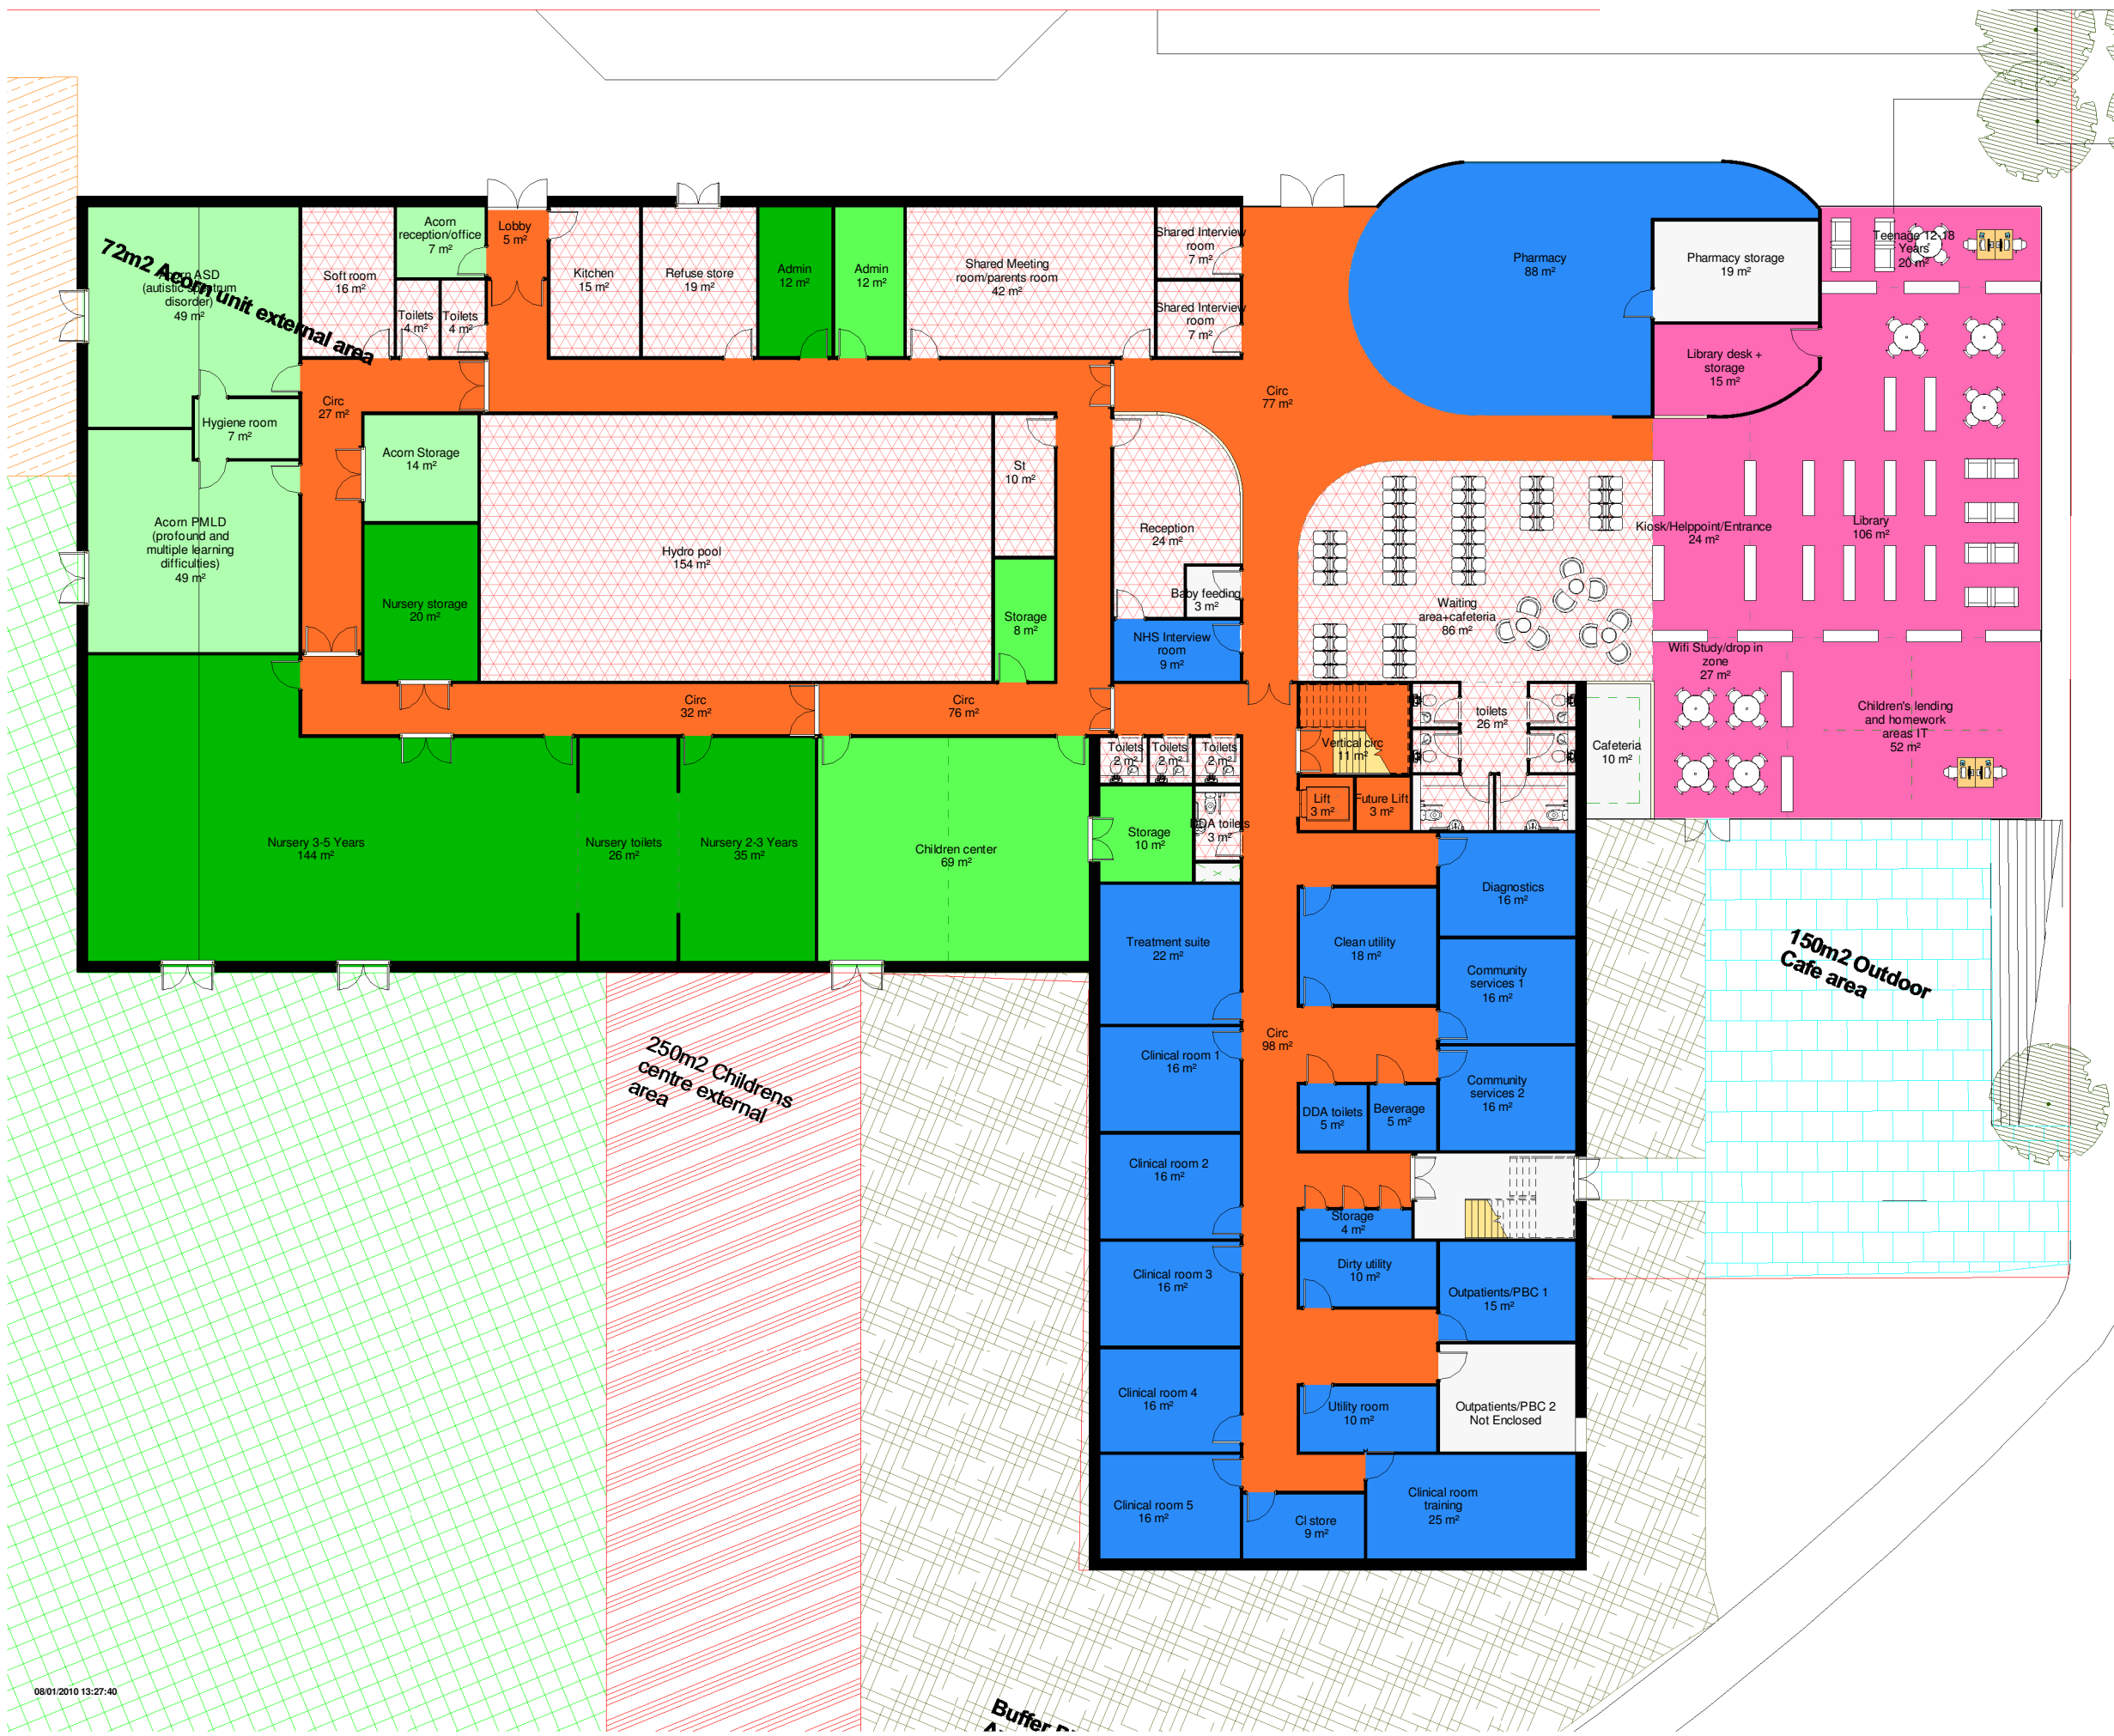 72m2 Acorn unit external area
Acorn ASD
(autistic spectrum
disorder)
49 m²
Soft room
16 m²
Acorn
reception/office
7 m²
Toilets
4 m²
Toilets
4 m²
Lobby
5 m²
Kitchen
15 m²
Refuse store
19 m²
Admin
12 m²
Admin
12 m²
Shared Meeting
room/parents room
42 m²
Shared Interview
room
7 m²
Shared Interview
room
7 m²
Pharmacy
88 m²
Pharmacy storage
19 m²
Teenage 12-18
Years
20 m²
Library desk +
storage
15 m²
Circ
27 m²
Circ
77 m²
Hygiene room
7 m²
Acorn Storage
14 m²
Acorn PMLD
(profound and
multiple learning
difficulties)
49 m²
Hydro pool
154 m²
St
10 m²
Reception
24 m²
Kiosk/Helppoint/Entrance
24 m²
Library
106 m²
Nursery storage
20 m²
Storage
8 m²
Baby feeding
3 m²
Waiting
area+cafeteria
86 m²
NHS Interview
room
9 m²
Wifi Study/drop in
zone
27 m²
Children's lending
and homework
areas IT
52 m²
Circ
32 m²
Circ
76 m²
toilets
26 m²
Vertical circ
11 m²
Cafeteria
10 m²
Toilets
2 m²
Toilets
2 m²
Toilets
2 m²
Lift
3 m²
Future Lift
3 m²
Nursery 3-5 Years
144 m²
Nursery toilets
26 m²
Nursery 2-3 Years
35 m²
Children center
69 m²
Storage
10 m²
DDA toilets
3 m²
Diagnostics
16 m²
Treatment suite
22 m²
Clean utility
18 m²
Community
services 1
16 m²
150m2 Outdoor
Cafe area
250m2 Childrens
centre external
area
Clinical room 1
16 m²
Circ
98 m²
Community
services 2
16 m²
DDA toilets
5 m²
Beverage
5 m²
Clinical room 2
16 m²
Storage
4 m²
Clinical room 3
16 m²
Dirty utility
10 m²
Outpatients/PBC 1
15 m²
Clinical room 4
16 m²
Utility room
10 m²
Outpatients/PBC 2
Not Enclosed
Clinical room 5
16 m²
Cl store
9 m²
Clinical room
training
25 m²
08/01/2010 13:27:40
Buffer